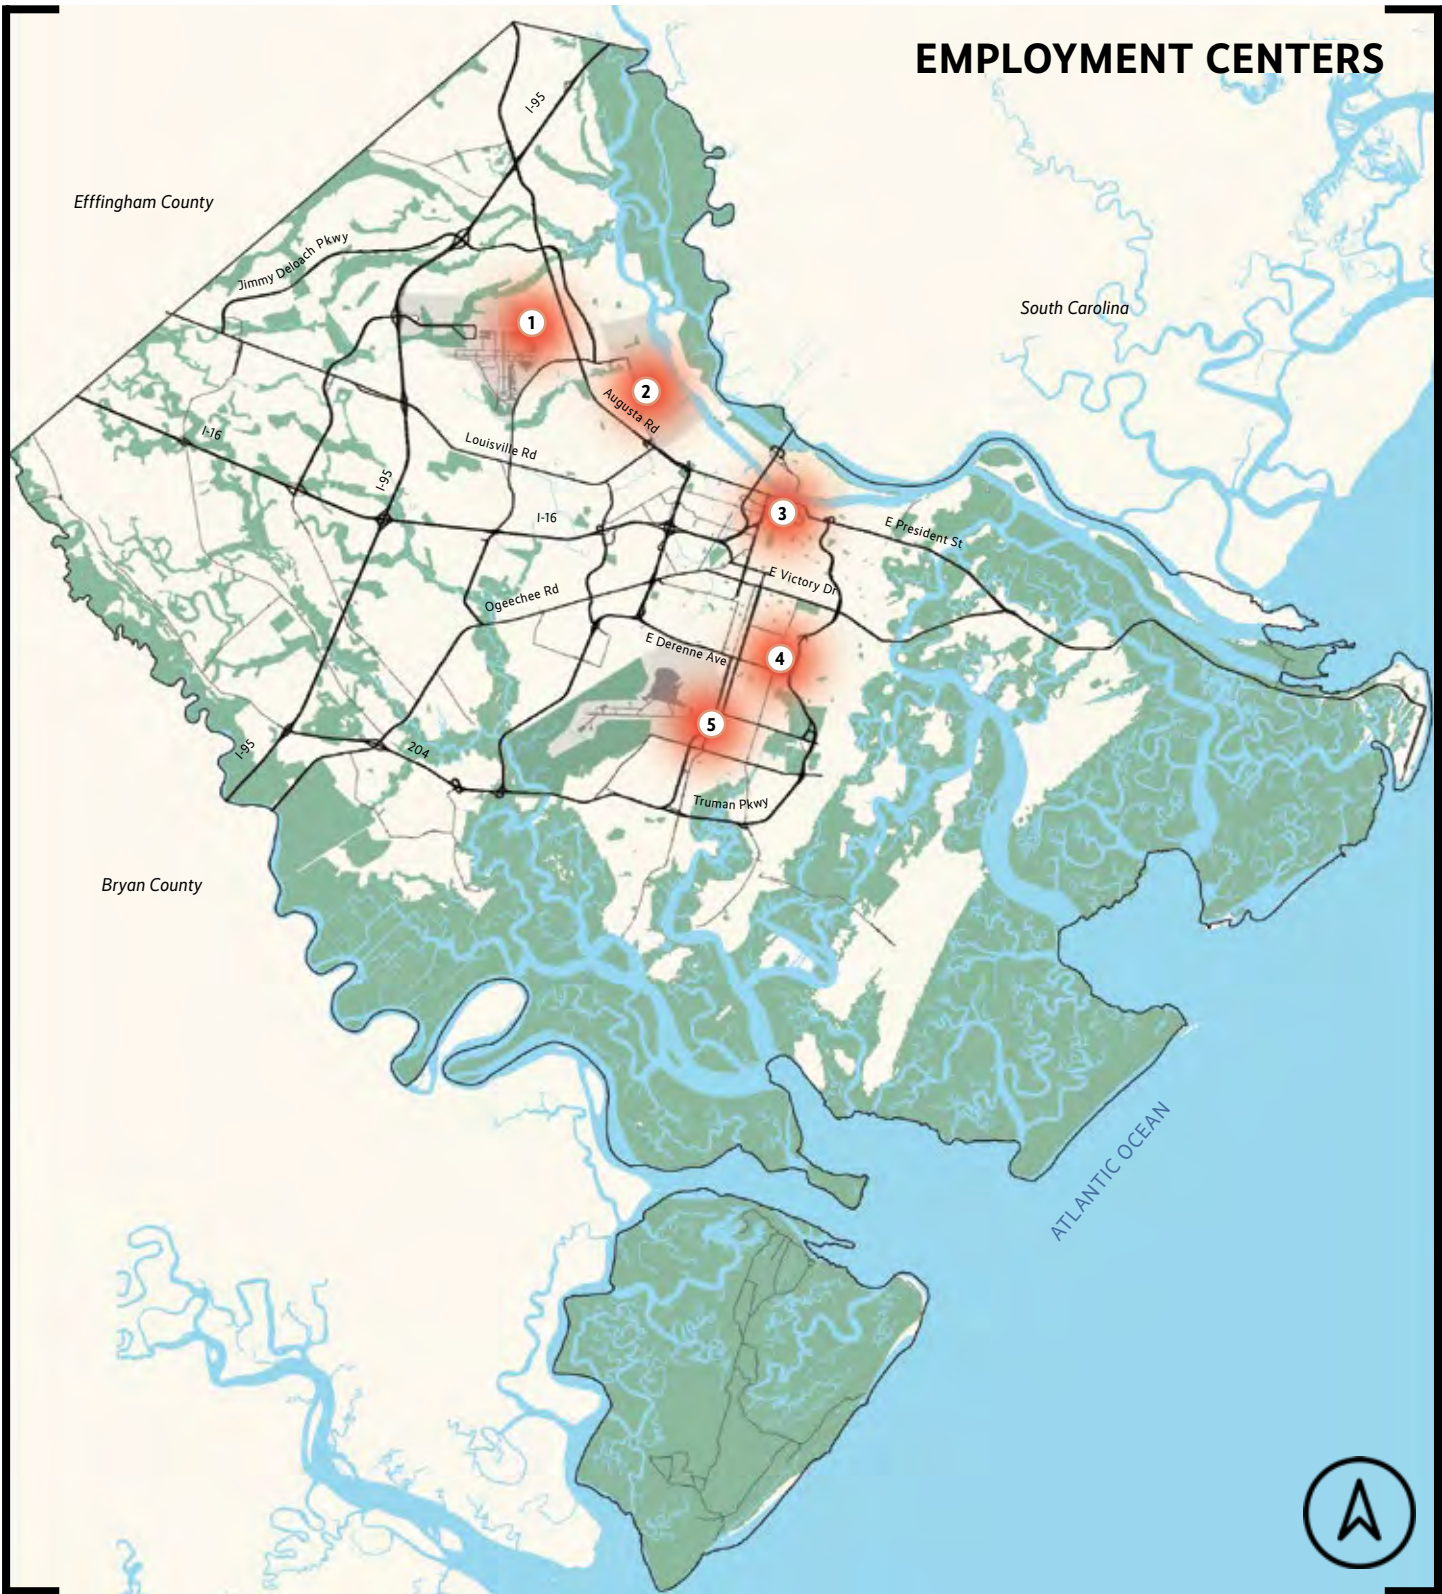 EMPLOYMENT CENTERS
I-95
Efffingham County
Jimmy Deloach Pkwy
South Carolina
1
2
Augusta Rd
I-16
Louisville Rd
I-95
3
I-16
E President St
E Victory Dr
Ogeechee Rd
E Derenne Ave
4
5
I-95
204
Truman Pkwy
Bryan County
ATLANTIC OCEAN